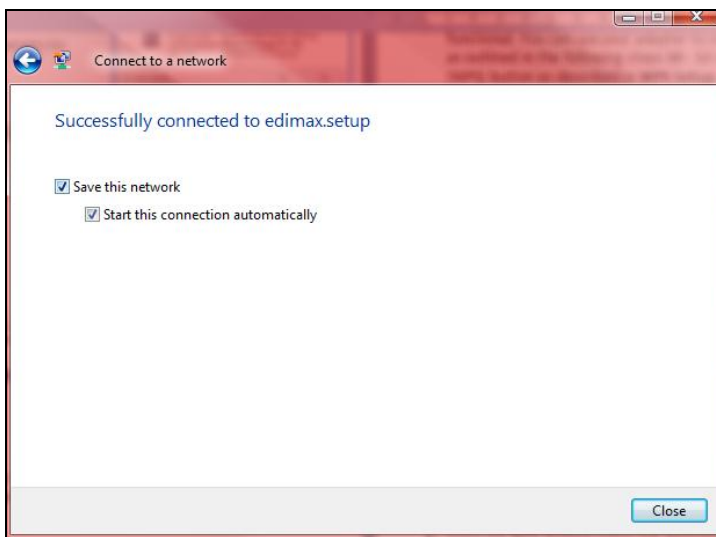 Connect to a network
Successfully connected to edimax.setup
Save this network
Start this connection automatically
Close